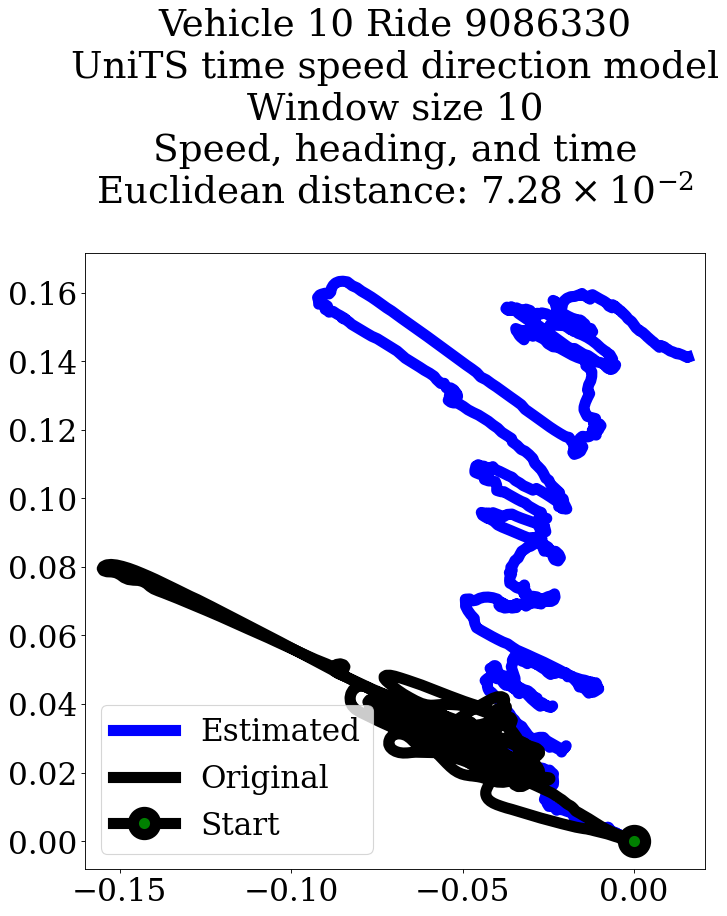 Vehicle 10 Ride 9086330
UniTS time speed direction model
Window size 10
Speed, heading, and time
Euclidean distance: 7.28 × 10⁻²
0.16
0.14
0.12
0.10
0.08
0.06
0.04
0.02
0.00
Estimated
Original
Start
−0.15 −0.10 −0.05 0.00